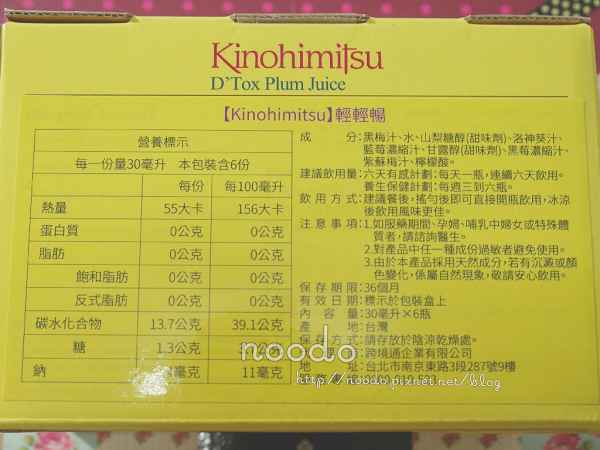 Kinohimitsu
D'Tox Plum Juice
【Kinohimitsu】輕輕暢
營養標示
每一份量30毫升 本包裝含6份
每份 每100毫升
熱量 55大卡 156大卡
蛋白質 0公克 0公克
脂肪 0公克 0公克
飽和脂肪 0公克 0公克
反式脂肪 0公克 0公克
碳水化合物 13.7公克 39.1公克
糖 1.3公克
鈉 毫克 11毫克
成分:黑梅汁、水、山梨糖醇(甜味劑)、洛神葵汁、
藍莓濃縮汁、甘露醇(甜味劑)、黑莓濃縮汁、
紫蘇梅汁、檸檬酸。
建議飲用量:六天有感計劃:每天一瓶,連續六天飲用。
養生保健計劃:每週三到六瓶。
飲用方式:建議餐後,搖勻後即可直接開瓶飲用,冰涼
後飲用風味更佳。
注意事項:1.如服藥期間、孕婦、哺乳中婦女或特殊體
質者,請諮詢醫生。
2.對產品中任一種成份過敏者避免使用。
3.由於本產品採用天然成分,若有沉澱或顏
色變化,係屬自然現象,敬請安心飲用。
保存期限:36個月
有效日期:標示於包裝盒上
內容量:30毫升×6瓶
產地:台灣
保存方式:請存放於陰涼乾燥處。
跨境通企業有限公司
地址:台北市南京東路3段287號9樓
noodo
http://noodo.pixnet.net/blog